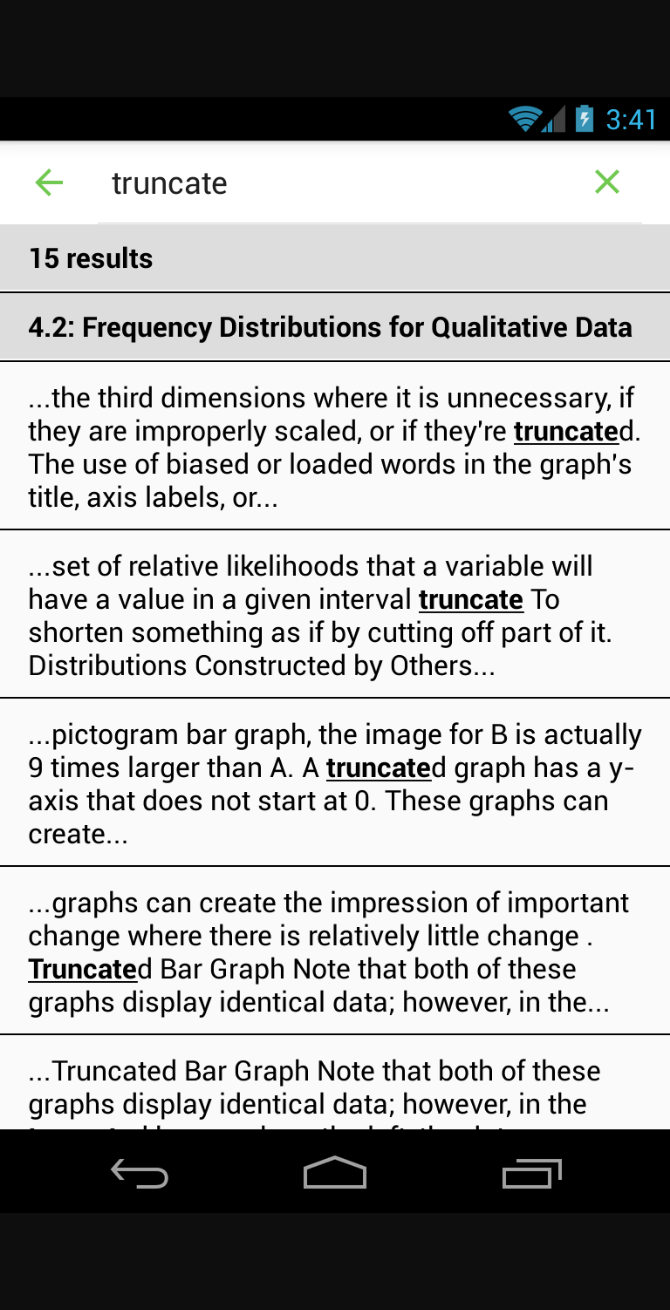 3:41
truncate
15 results
4.2: Frequency Distributions for Qualitative Data
...the third dimensions where it is unnecessary, if
they are improperly scaled, or if they're truncated.
The use of biased or loaded words in the graph's
title, axis labels, or...
...set of relative likelihoods that a variable will
have a value in a given interval truncate To
shorten something as if by cutting off part of it.
Distributions Constructed by Others...
...pictogram bar graph, the image for B is actually
9 times larger than A. A truncated graph has a y-
axis that does not start at 0. These graphs can
create...
...graphs can create the impression of important
change where there is relatively little change .
Truncated Bar Graph Note that both of these
graphs display identical data; however, in the...
...Truncated Bar Graph Note that both of these
graphs display identical data; however, in the